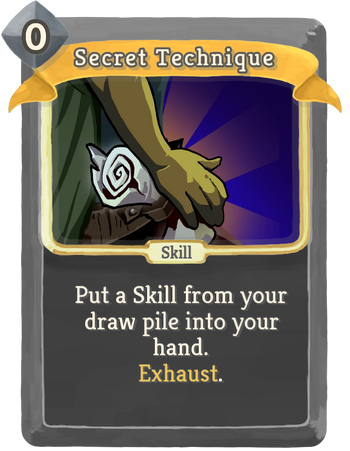 0
Secret Technique
Skill
Put a Skill from your
draw pile into your
hand.
Exhaust.